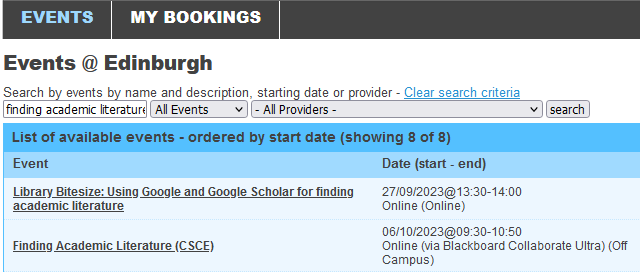 EVENTS MY BOOKINGS
Events @ Edinburgh
Search by events by name and description, starting date or provider - Clear search criteria
finding academic literature All Events - All Providers - search
List of available events - ordered by start date (showing 8 of 8)
Event Date (start - end)
Library Bitesize: Using Google and Google Scholar for finding 27/09/2023@13:30-14:00
academic literature Online (Online)
06/10/2023@09:30-10:50
Finding Academic Literature (CSCE) Online (via Blackboard Collaborate Ultra) (Off
Campus)